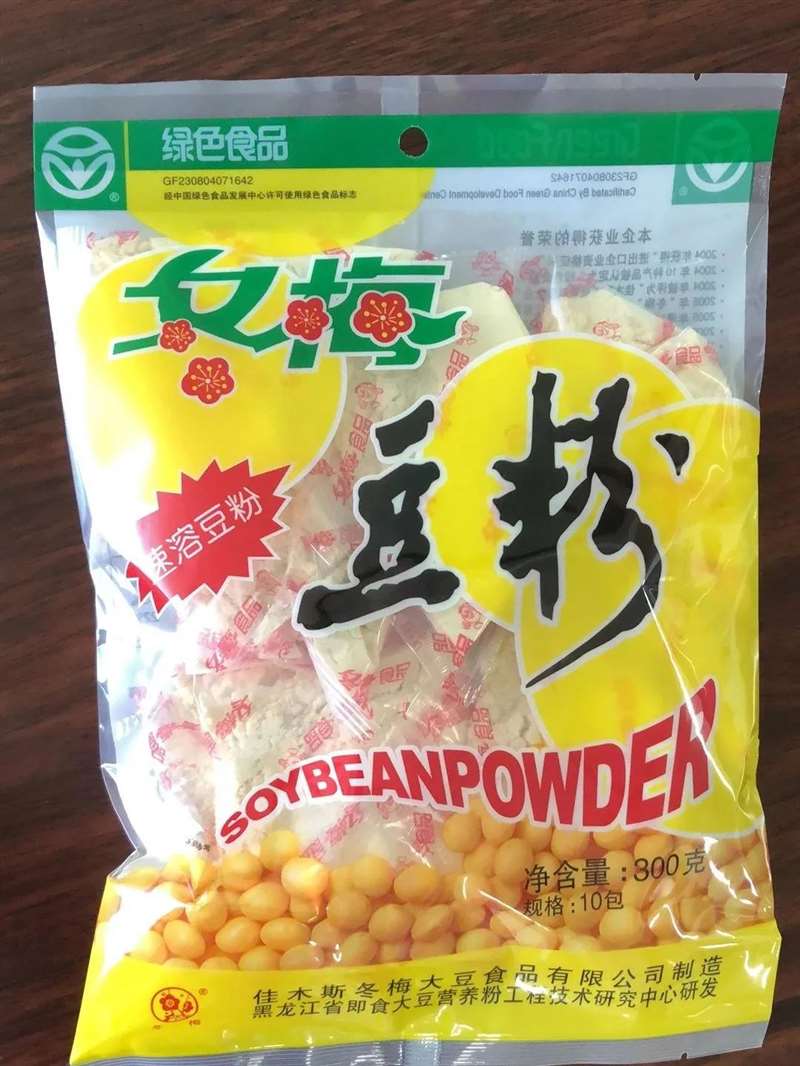 绿色食品
GF230804071642
经中国绿色食品发展中心许可使用绿色食品标志
GF230804071642
Certificated By China Green Food Development Center
本企业获得的荣誉
冬梅
豆粉
速溶豆粉
SOYBEANPOWDER
净含量:300克
规格:10包
佳木斯冬梅大豆食品有限公司制造
黑龙江省即食大豆营养粉工程技术研究中心研发